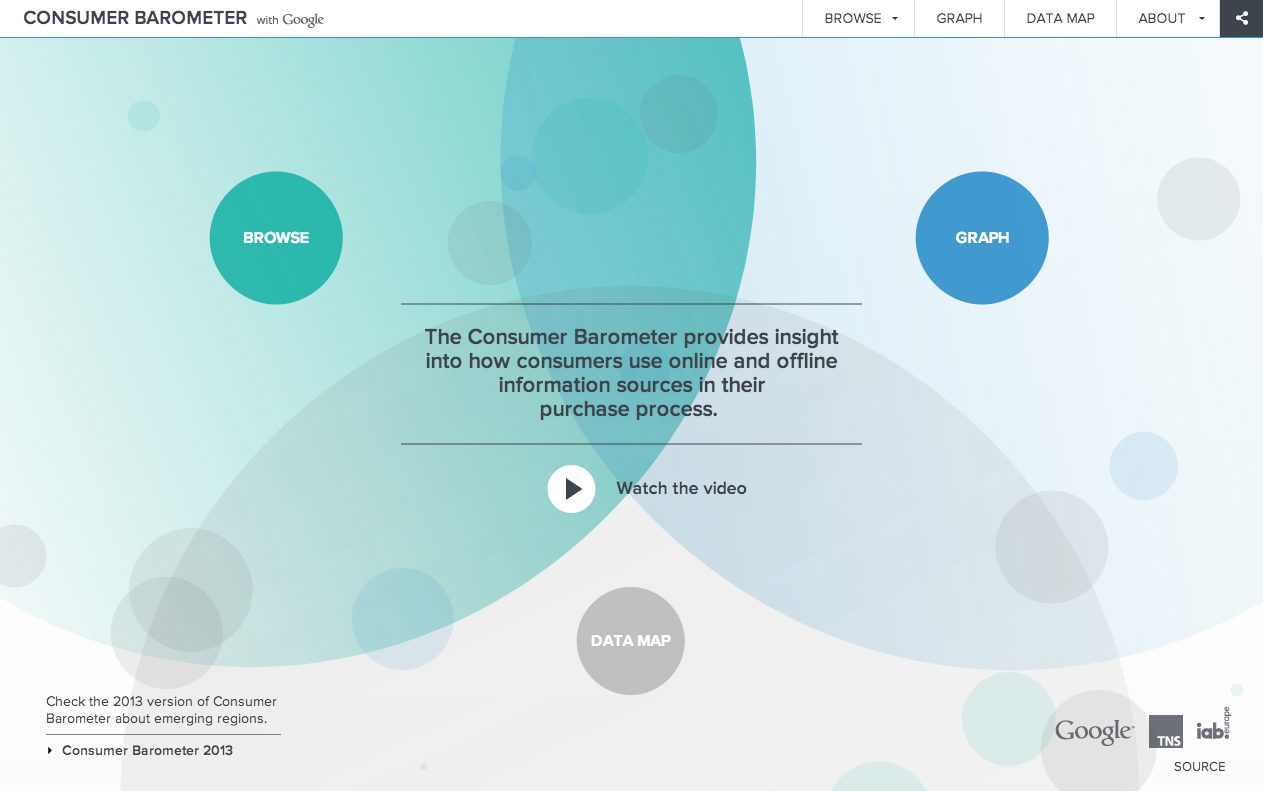 CONSUMER BAROMETER with Google
BROWSE
GRAPH
DATA MAP
ABOUT
BROWSE
GRAPH
The Consumer Barometer provides insight
into how consumers use online and offline
information sources in their
purchase process.
Watch the video
DATA MAP
Check the 2013 version of Consumer
Barometer about emerging regions.
Consumer Barometer 2013
Google™
TNS
iab.
europe
SOURCE